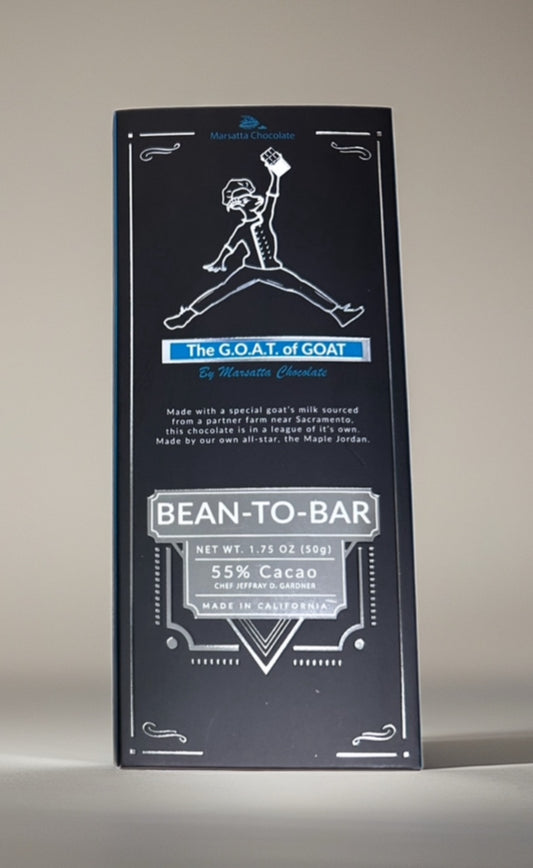 Marsatta Chocolate
The G.O.A.T. of GOAT
By Marsatta Chocolate
Made with a special goat's milk sourced
from a partner farm near Sacramento,
this chocolate is in a league of it's own.
Made by our own all-star, the Maple Jordan.
BEAN-TO-BAR
NET WT. 1.75 OZ (50g)
55% Cacao
CHEF JEFFRAY D. GARDNER
MADE IN CALIFORNIA